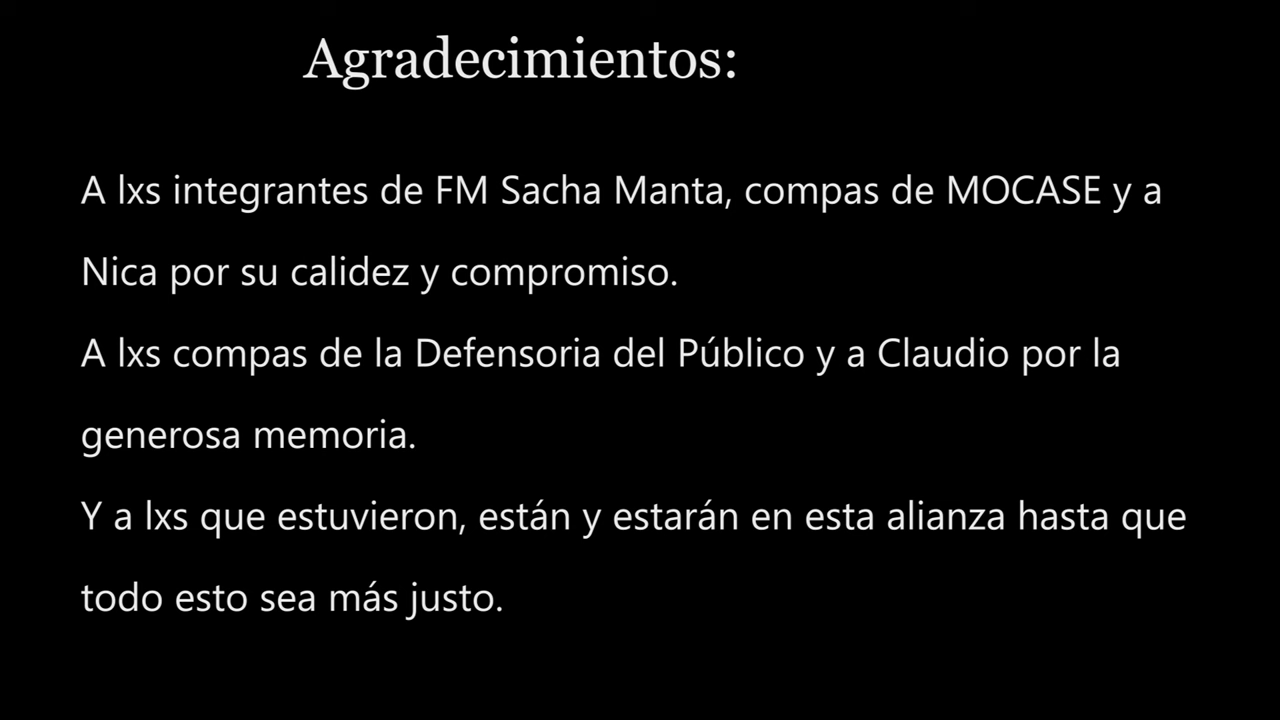 Agradecimientos:
A lxs integrantes de FM Sacha Manta, compas de MOCASE y a
Nica por su calidez y compromiso.
A lxs compas de la Defensoria del Público y a Claudio por la
generosa memoria.
Y a lxs que estuvieron, están y estarán en esta alianza hasta que
todo esto sea más justo.